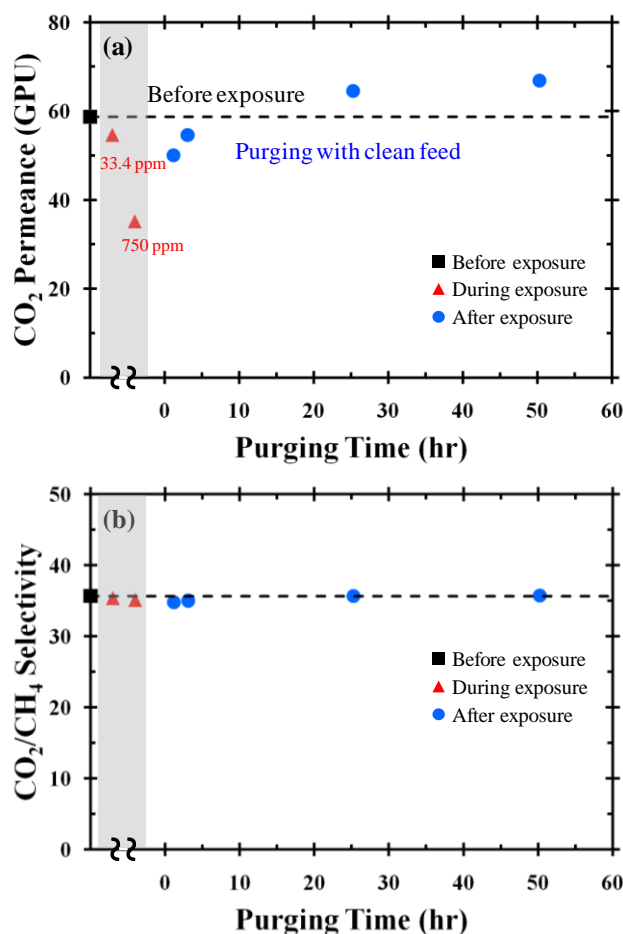 80
(a)
Before exposure
60
33.4 ppm
Purging with clean feed
40
750 ppm
CO2 Permeance (GPU)
■ Before exposure
▲ During exposure
● After exposure
20
0
0 10 20 30 40 50 60
Purging Time (hr)
50
(b)
40
30
CO2/CH4 Selectivity
■ Before exposure
▲ During exposure
● After exposure
20
10
0
0 10 20 30 40 50 60
Purging Time (hr)